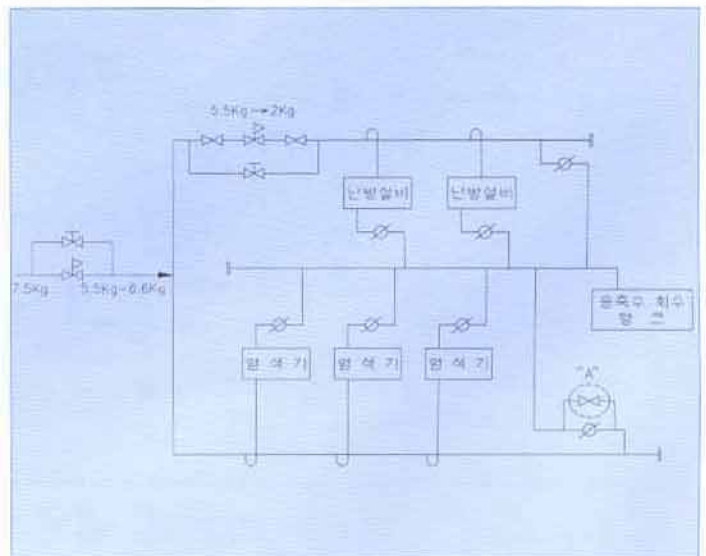 5.5Kg→2Kg
난방설비
난방설비
7.5Kg
5.5Kg~6.6Kg
응축수 회수
탱 크
염 색 기
염 색 기
염 색 기
"A"